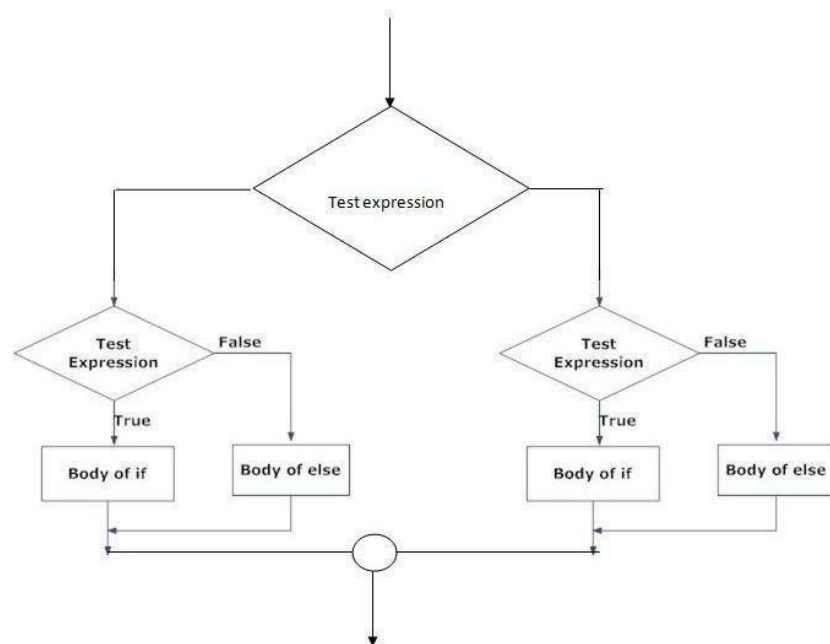 Test expression
Test
Expression
False
True
Body of if
Body of else
Test
Expression
False
True
Body of if
Body of else